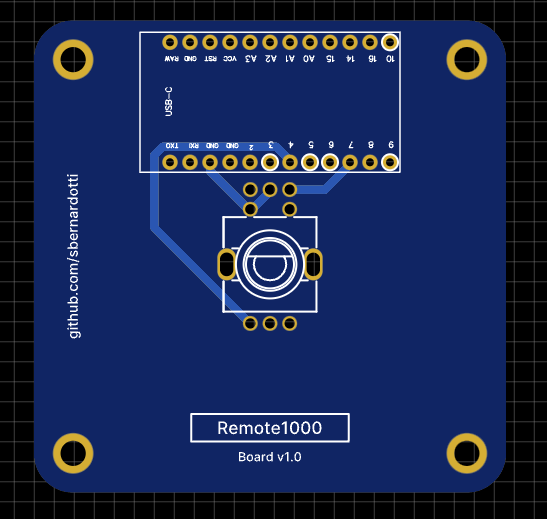 RAW GND RST VCC A3 A2 A1 A0 15 14 16 10
USB-C
TX0 RX1 GND GND 2 3 4 5 6 7 8 9
github.com/sbernardotti
Remote1000
Board v1.0